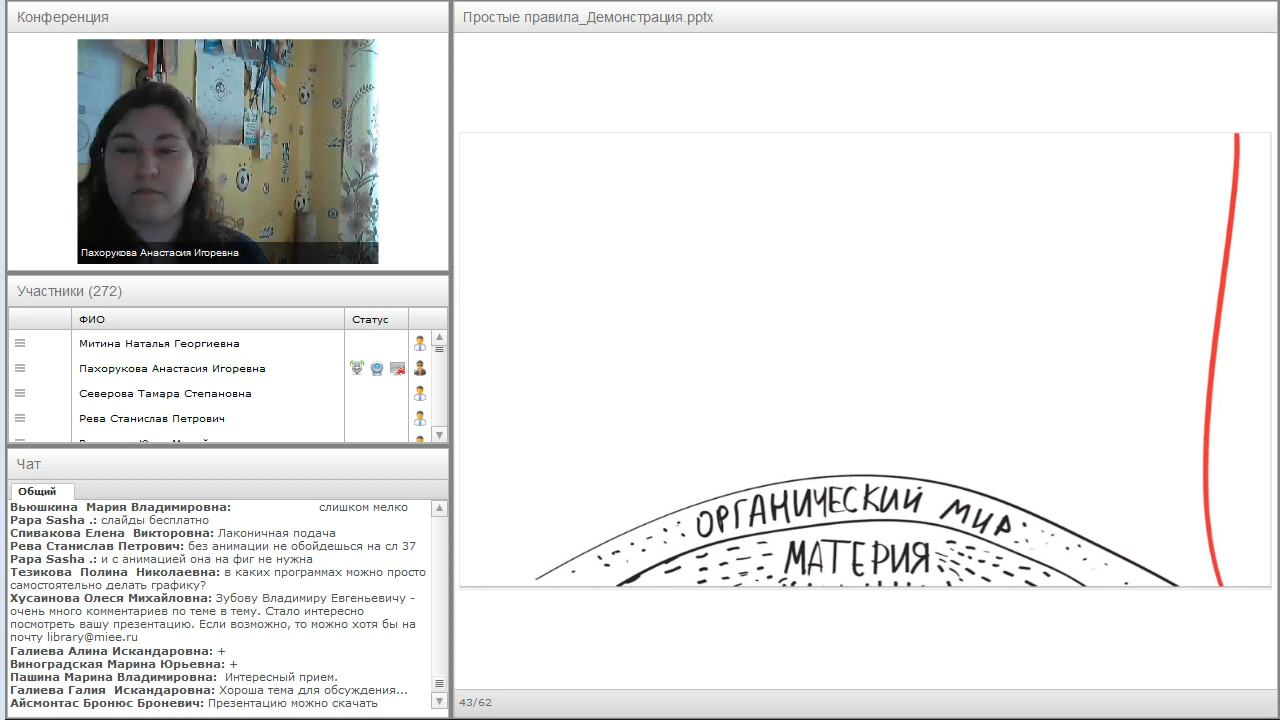 Конференция
Пахорукова Анастасия Игоревна
Участники (272)
ФИО
Статус
Митина Наталья Георгиевна
Пахорукова Анастасия Игоревна
Северова Тамара Степановна
Рева Станислав Петрович
Чат
Общий
Вьюшкина Мария Владимировна: слишком мелко
Papa Sasha .: слайды бесплатно
Спивакова Елена Викторовна: Лаконичная подача
Рева Станислав Петрович: без анимации не обойдешься на сл 37
Papa Sasha .: и с анинацией она на фиг не нужна
Тезикова Полина Николаевна: в каких программах можно просто
самостоятельно делать графику?
Хусаинова Олеся Михайловна: Зубову Владимиру Евгеньевичу -
очень много комментариев по теме в тему. Стало интересно
посмотреть вашу презентацию. Если возможно, то можно хотя бы на
почту library@miee.ru
Галиева Алина Искандаровна: +
Виноградская Марина Юрьевна: +
Пашина Марина Владимировна: Интересный прием.
Галиева Галия Искандаровна: Хороша тема для обсуждения...
Айсмонтас Бронюс Броневич: Презентацию можно скачать
Простые правила_Демонстрация.pptx
ОРГАНИЧЕСКИЙ МИР
МАТЕРИЯ
43/62